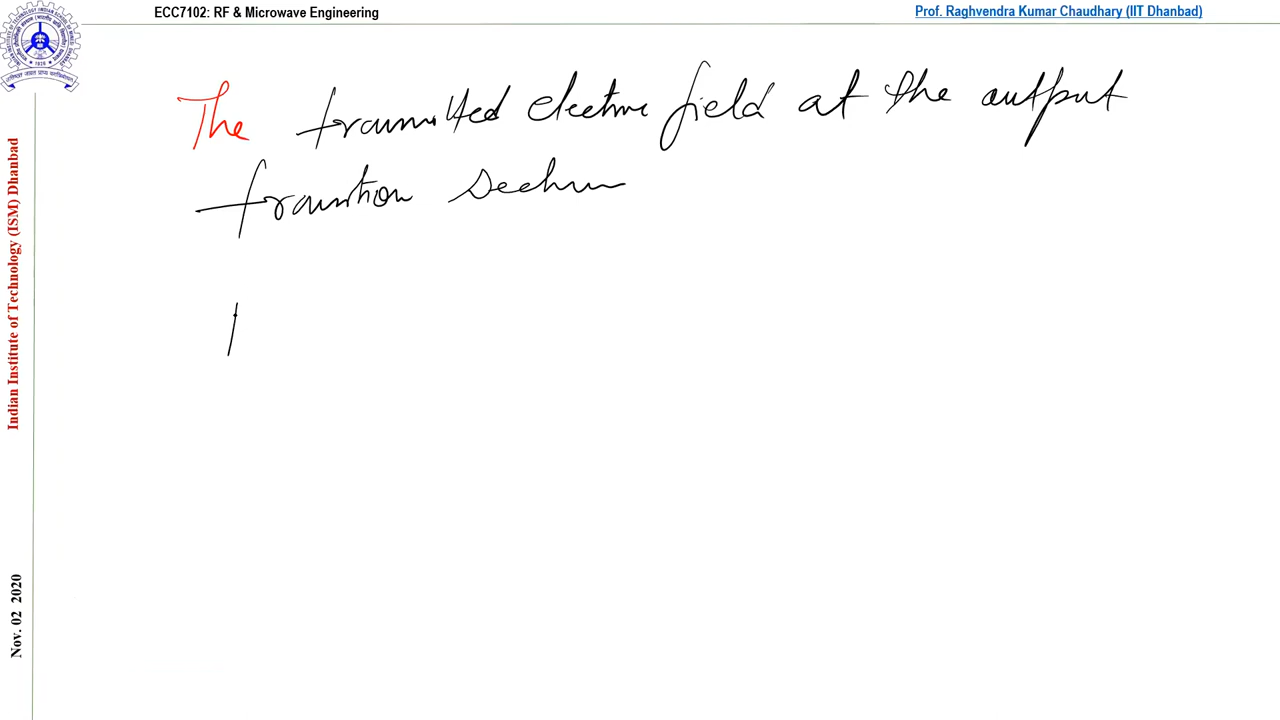 ECC7102: RF & Microwave Engineering
Prof. Raghvendra Kumar Chaudhary (IIT Dhanbad)
The transmitted electric field at the output
transition section
Indian Institute of Technology (ISM) Dhanbad
Nov. 02 2020